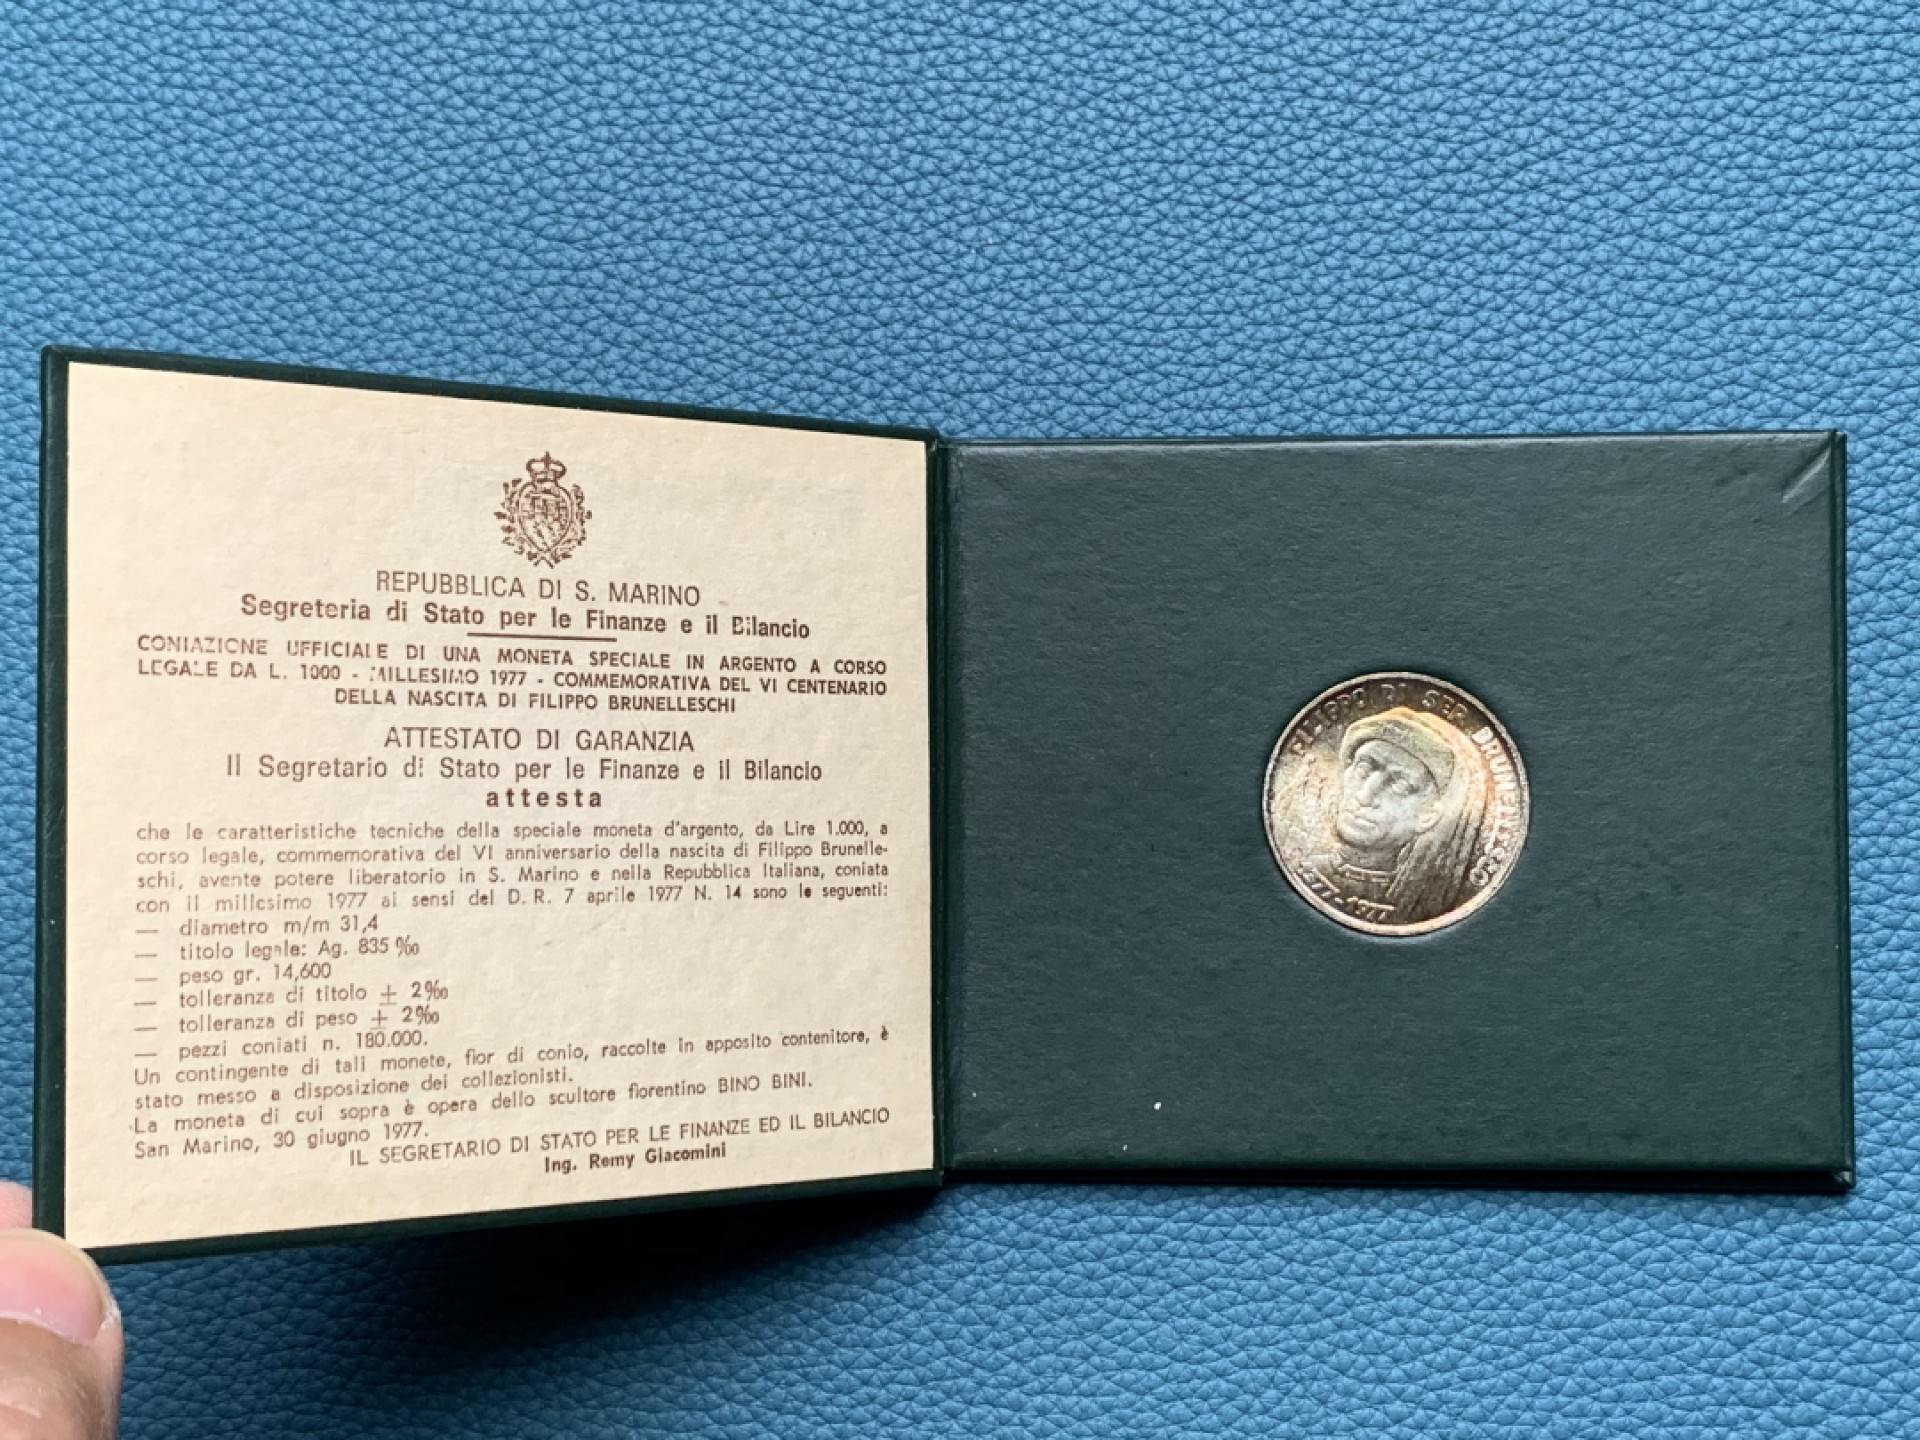 REPUBBLICA DI S. MARINO
Segreteria di Stato per le Finanze e il Bilancio
CONIAZIONE UFFICIALE DI UNA MONETA SPECIALE IN ARGENTO A CORSO
LEGALE DA L. 1000 - MILLESIMO 1977 - COMMEMORATIVA DEL VI CENTENARIO
DELLA NASCITA DI FILIPPO BRUNELLESCHI
ATTESTATO DI GARANZIA
Il Segretario di Stato per le Finanze e il Bilancio
attesta
che le caratteristiche tecniche della speciale moneta d'argento, da Lire 1.000, a
corso legale, commemorativa del VI anniversario della nascita di Filippo Brunelle-
schi, avente potere liberatorio in S. Marino e nella Repubblica Italiana, coniata
con il millesimo 1977 ai sensi del D. R. 7 aprile 1977 N. 14 sono le seguenti:
— diametro m/m 31,4
— titolo legale: Ag. 835 ‰
— peso gr. 14,600
— tolleranza di titolo ± 2‰
— tolleranza di peso ± 2‰
— pezzi coniati n. 180.000.
Un contingente di tali monete, fior di conio, raccolte in apposito contenitore, è
stato messo a disposizione dei collezionisti.
La moneta di cui sopra è opera dello scultore fiorentino BINO BINI.
San Marino, 30 giugno 1977.
IL SEGRETARIO DI STATO PER LE FINANZE ED IL BILANCIO
Ing. Remy Giacomini
FILIPPO DI SER BRUNELLESCO
1377-1977